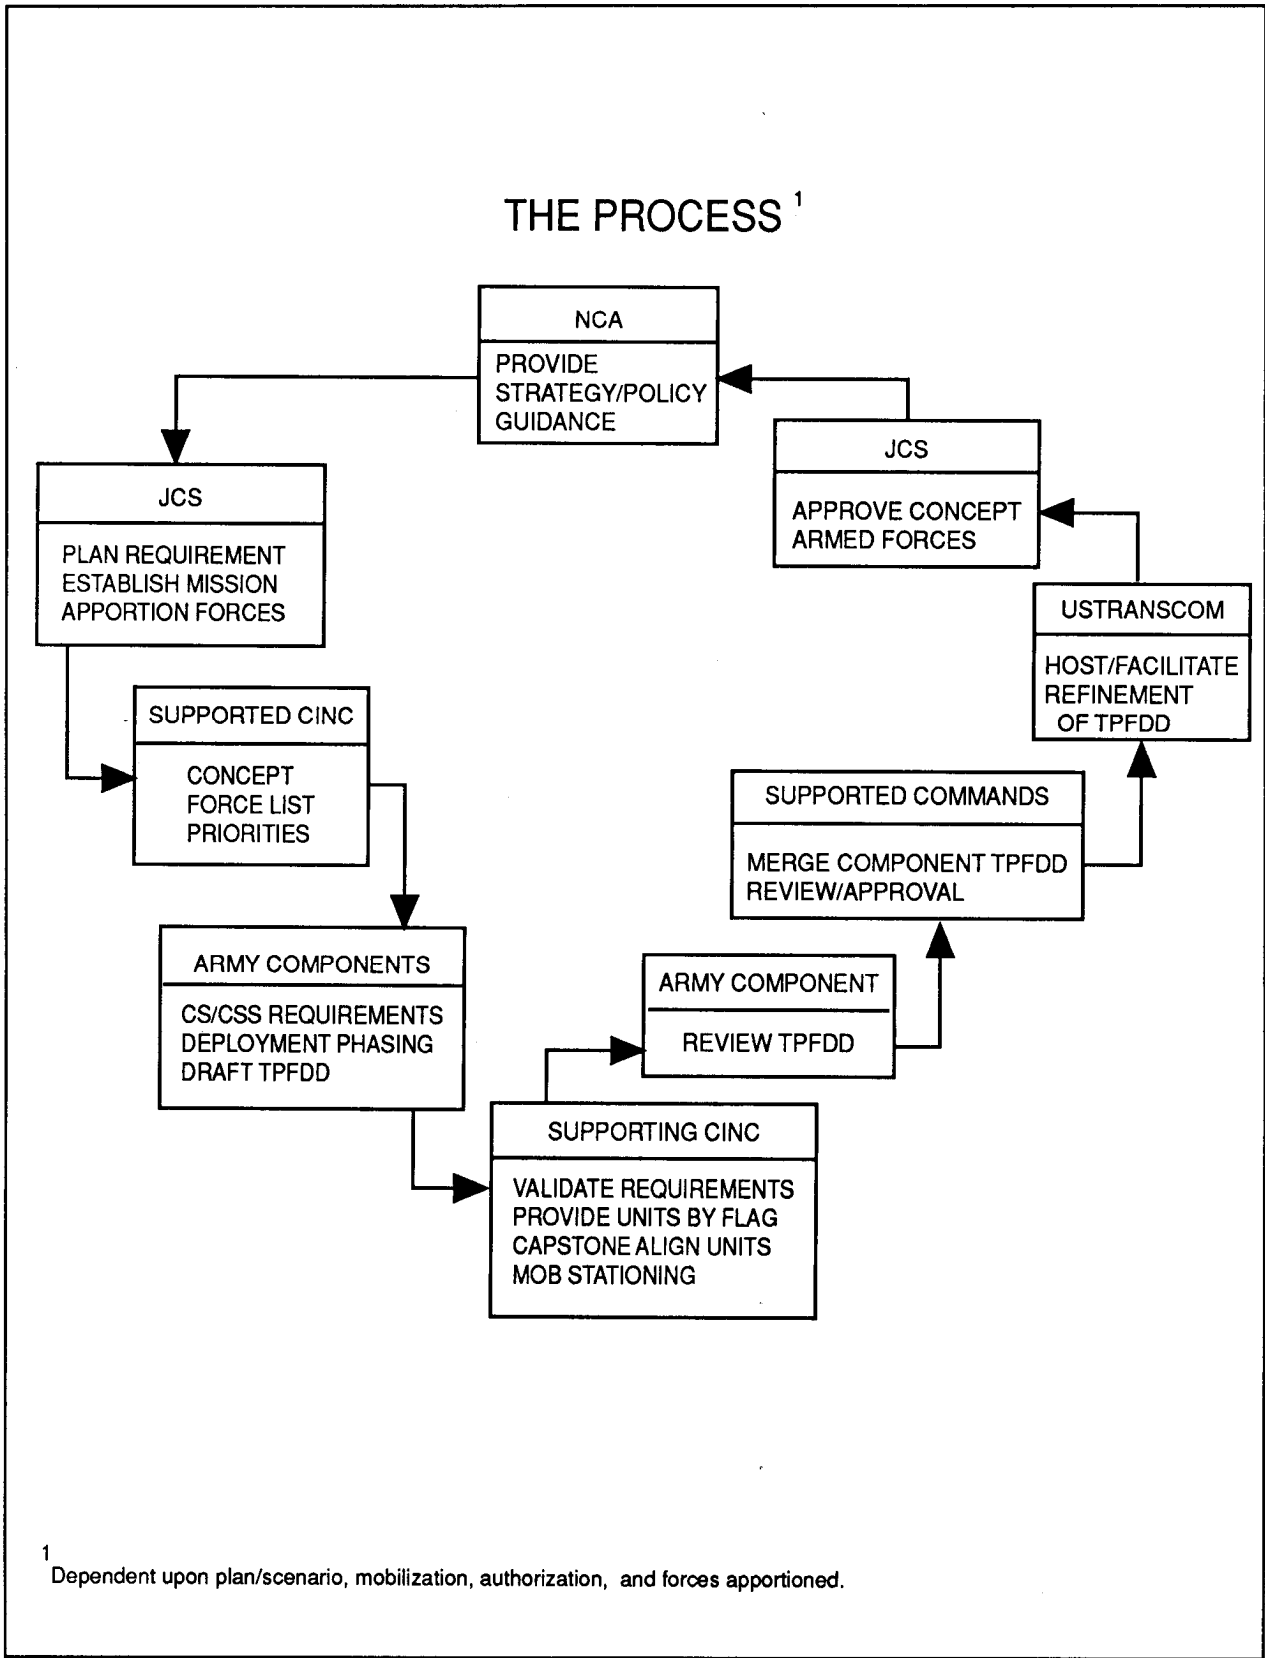 THE PROCESS 1
NCA
PROVIDE
STRATEGY/POLICY
GUIDANCE
JCS
PLAN REQUIREMENT
ESTABLISH MISSION
APPORTION FORCES
SUPPORTED CINC
CONCEPT
FORCE LIST
PRIORITIES
ARMY COMPONENTS
CS/CSS REQUIREMENTS
DEPLOYMENT PHASING
DRAFT TPFDD
SUPPORTING CINC
VALIDATE REQUIREMENTS
PROVIDE UNITS BY FLAG
CAPSTONE ALIGN UNITS
MOB STATIONING
ARMY COMPONENT
REVIEW TPFDD
SUPPORTED COMMANDS
MERGE COMPONENT TPFDD
REVIEW/APPROVAL
USTRANSCOM
HOST/FACILITATE
REFINEMENT
OF TPFDD
JCS
APPROVE CONCEPT
ARMED FORCES
1
Dependent upon plan/scenario, mobilization, authorization, and forces apportioned.